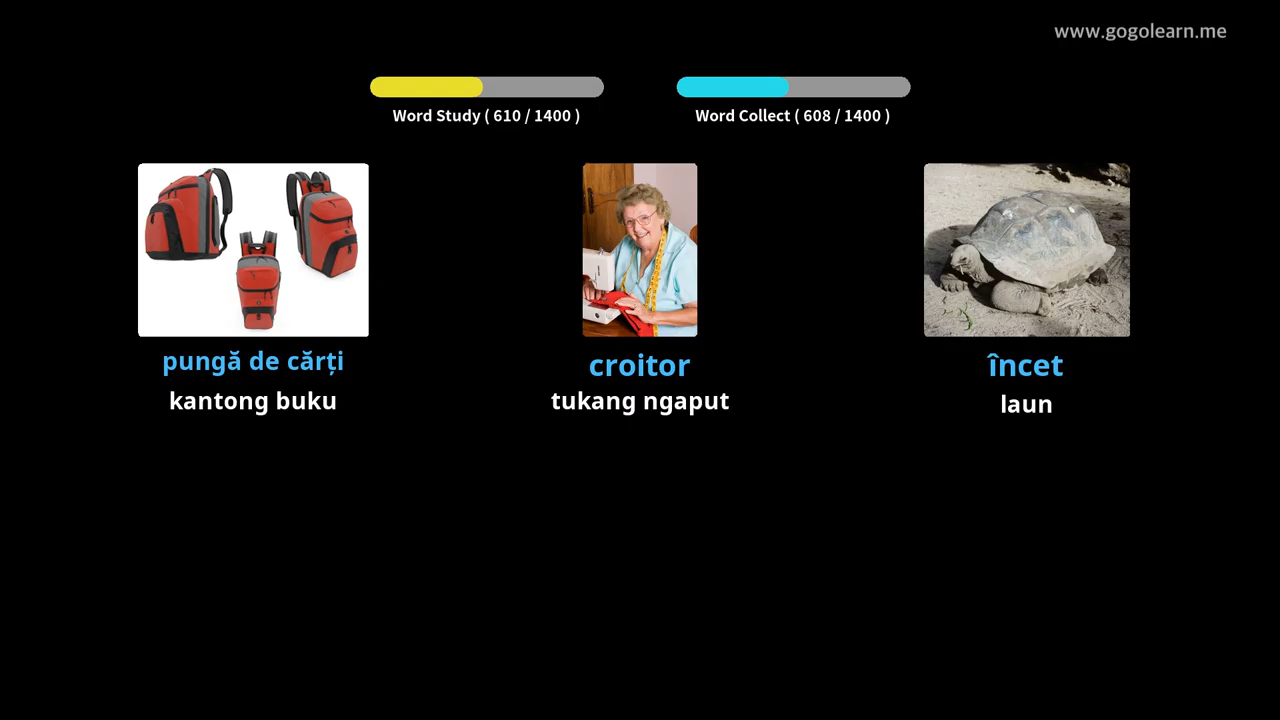 www.gogolearn.me
Word Study ( 610 / 1400 )
Word Collect ( 608 / 1400 )
pungă de cărți
kantong buku
croitor
tukang ngaput
încet
laun